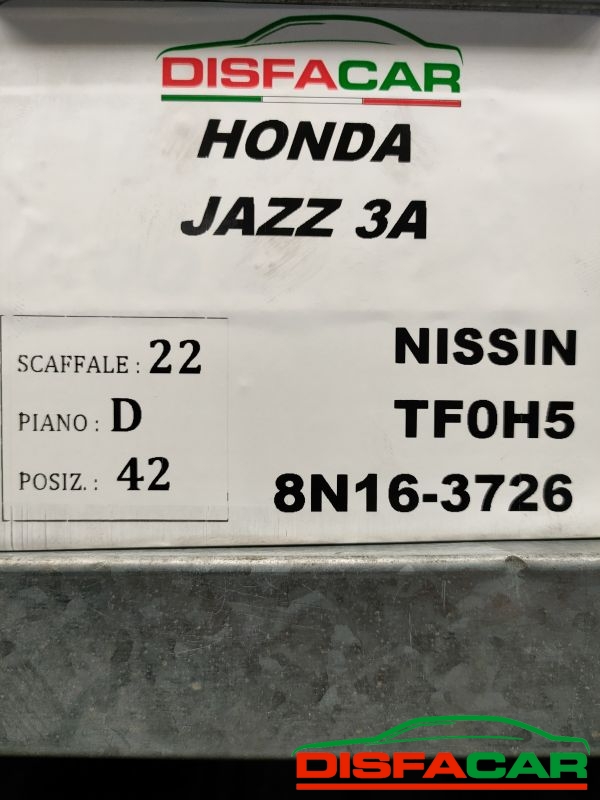 DISFACAR
HONDA
JAZZ 3A
SCAFFALE : 22
PIANO : D
POSIZ. : 42
NISSIN
TF0H5
8N16-3726
DISFACAR